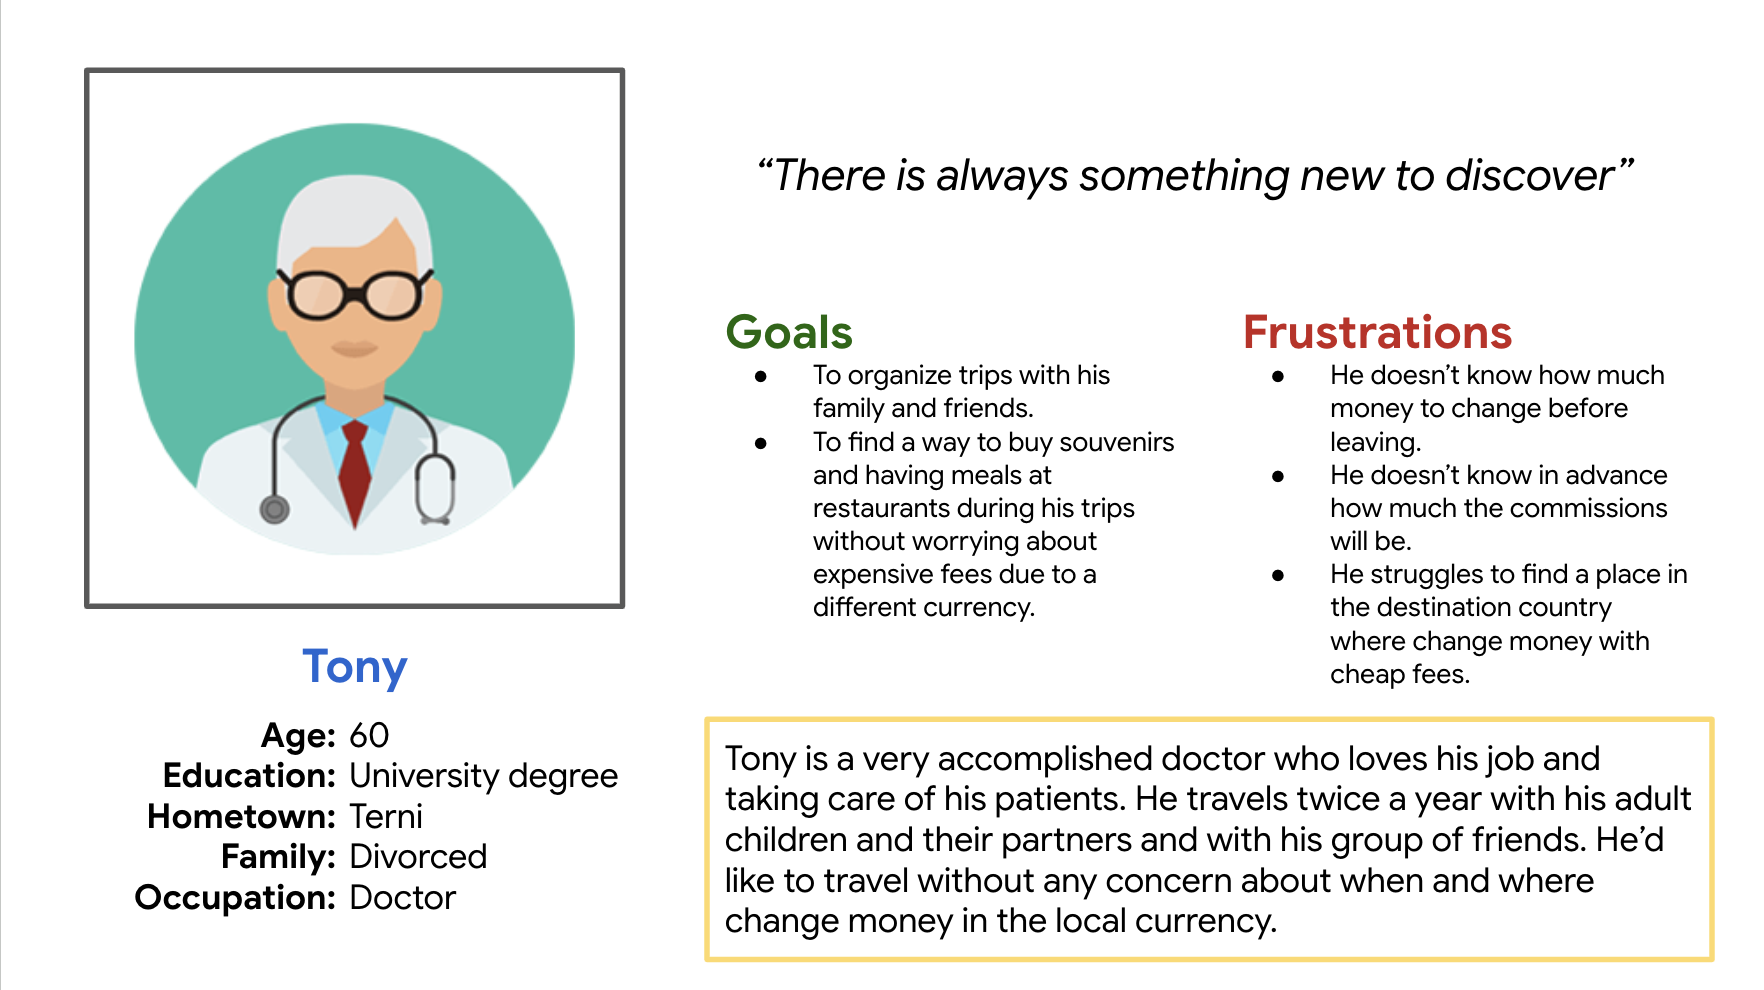 “There is always something new to discover”
Goals
● To organize trips with his
family and friends.
● To find a way to buy souvenirs
and having meals at
restaurants during his trips
without worrying about
expensive fees due to a
different currency.
Frustrations
● He doesn’t know how much
money to change before
leaving.
● He doesn’t know in advance
how much the commissions
will be.
● He struggles to find a place in
the destination country
where change money with
cheap fees.
Tony
Age: 60
Education: University degree
Hometown: Terni
Family: Divorced
Occupation: Doctor
Tony is a very accomplished doctor who loves his job and
taking care of his patients. He travels twice a year with his adult
children and their partners and with his group of friends. He’d
like to travel without any concern about when and where
change money in the local currency.